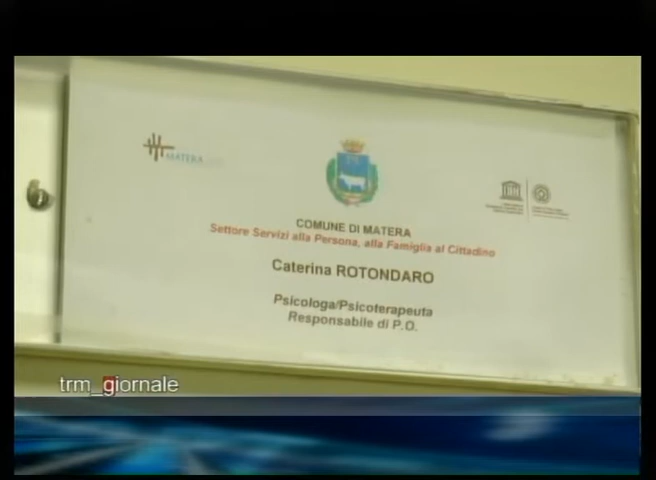 MATERA
COMUNE DI MATERA
Settore Servizi alla Persona, alla Famiglia al Cittadino
Caterina ROTONDARO
Psicologa/Psicoterapeuta
Responsabile di P.O.
trm_giornale